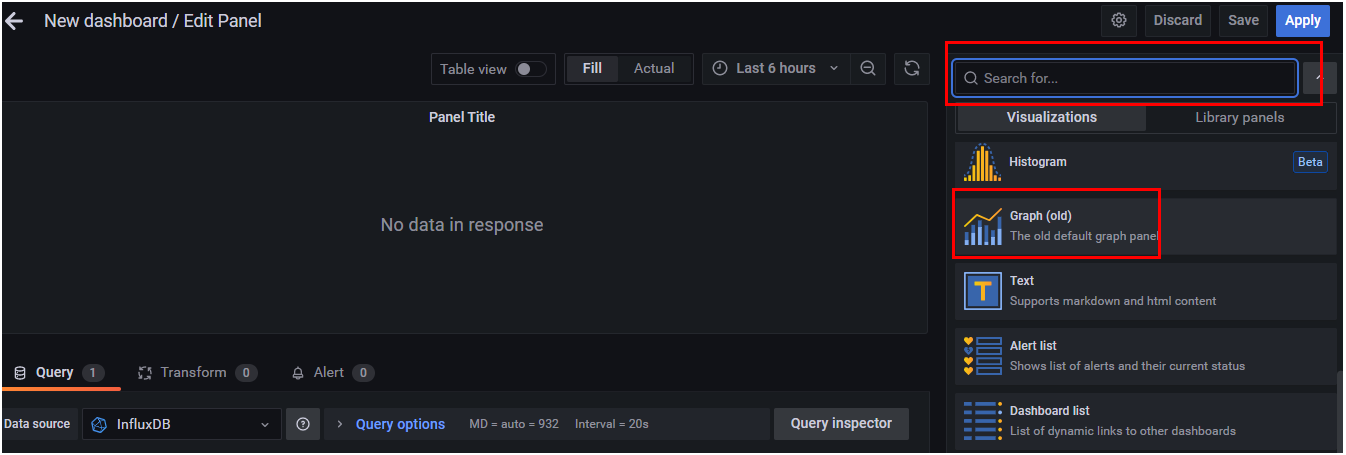 New dashboard / Edit Panel
Discard
Save
Apply
Table view
Fill
Actual
Last 6 hours
Search for...
Panel Title
Visualizations
Library panels
Histogram
Beta
No data in response
Graph (old)
The old default graph panel
Text
Supports markdown and html content
Alert list
Shows list of alerts and their current status
Query 1
Transform 0
Alert 0
Dashboard list
List of dynamic links to other dashboards
Data source
InfluxDB
Query options
MD = auto = 932
Interval = 20s
Query inspector